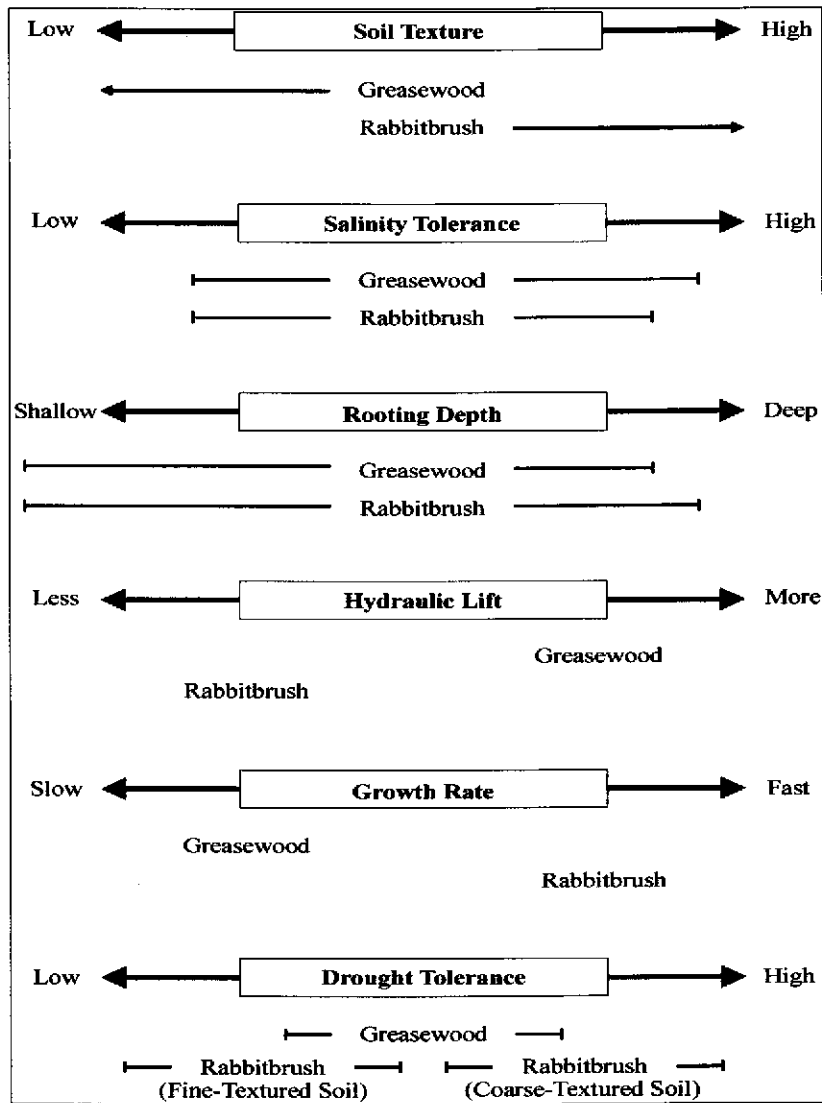 Low Soil Texture High
Greasewood
Rabbitbrush
Low Salinity Tolerance High
Greasewood
Rabbitbrush
Shallow Rooting Depth Deep
Greasewood
Rabbitbrush
Less Hydraulic Lift More
Greasewood
Rabbitbrush
Slow Growth Rate Fast
Greasewood
Rabbitbrush
Low Drought Tolerance High
Greasewood
Rabbitbrush Rabbitbrush
(Fine-Textured Soil) (Coarse-Textured Soil)